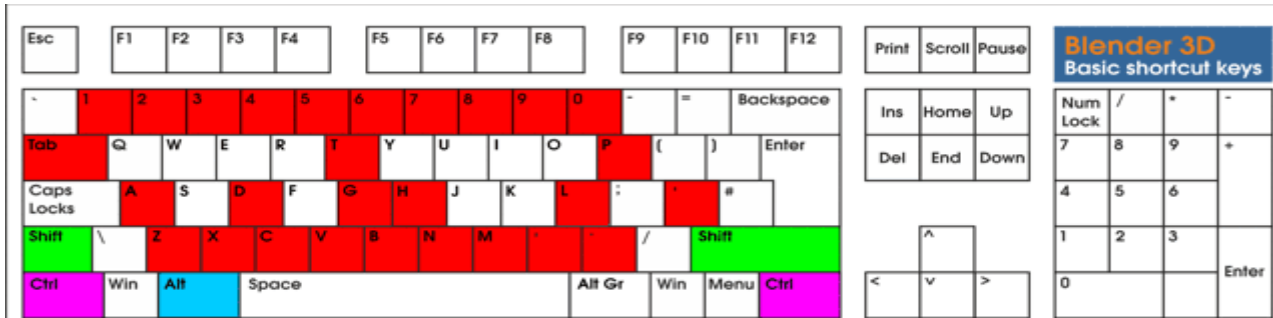 Esc F1 F2 F3 F4 F5 F6 F7 F8 F9 F10 F11 F12 Print Scroll Pause
Blender 3D
Basic shortcut keys
` 1 2 3 4 5 6 7 8 9 0 - = Backspace Ins Home Up Num Lock / * -
Tab Q W E R T Y U I O P ( ) Enter Del End Down 7 8 9 +
Caps Locks A S D F G H J K L ; ' # 4 5 6
Shift \ Z X C V B N M / Shift ^ 1 2 3 Enter
Ctrl Win Alt Space Alt Gr Win Menu Ctrl < v > 0